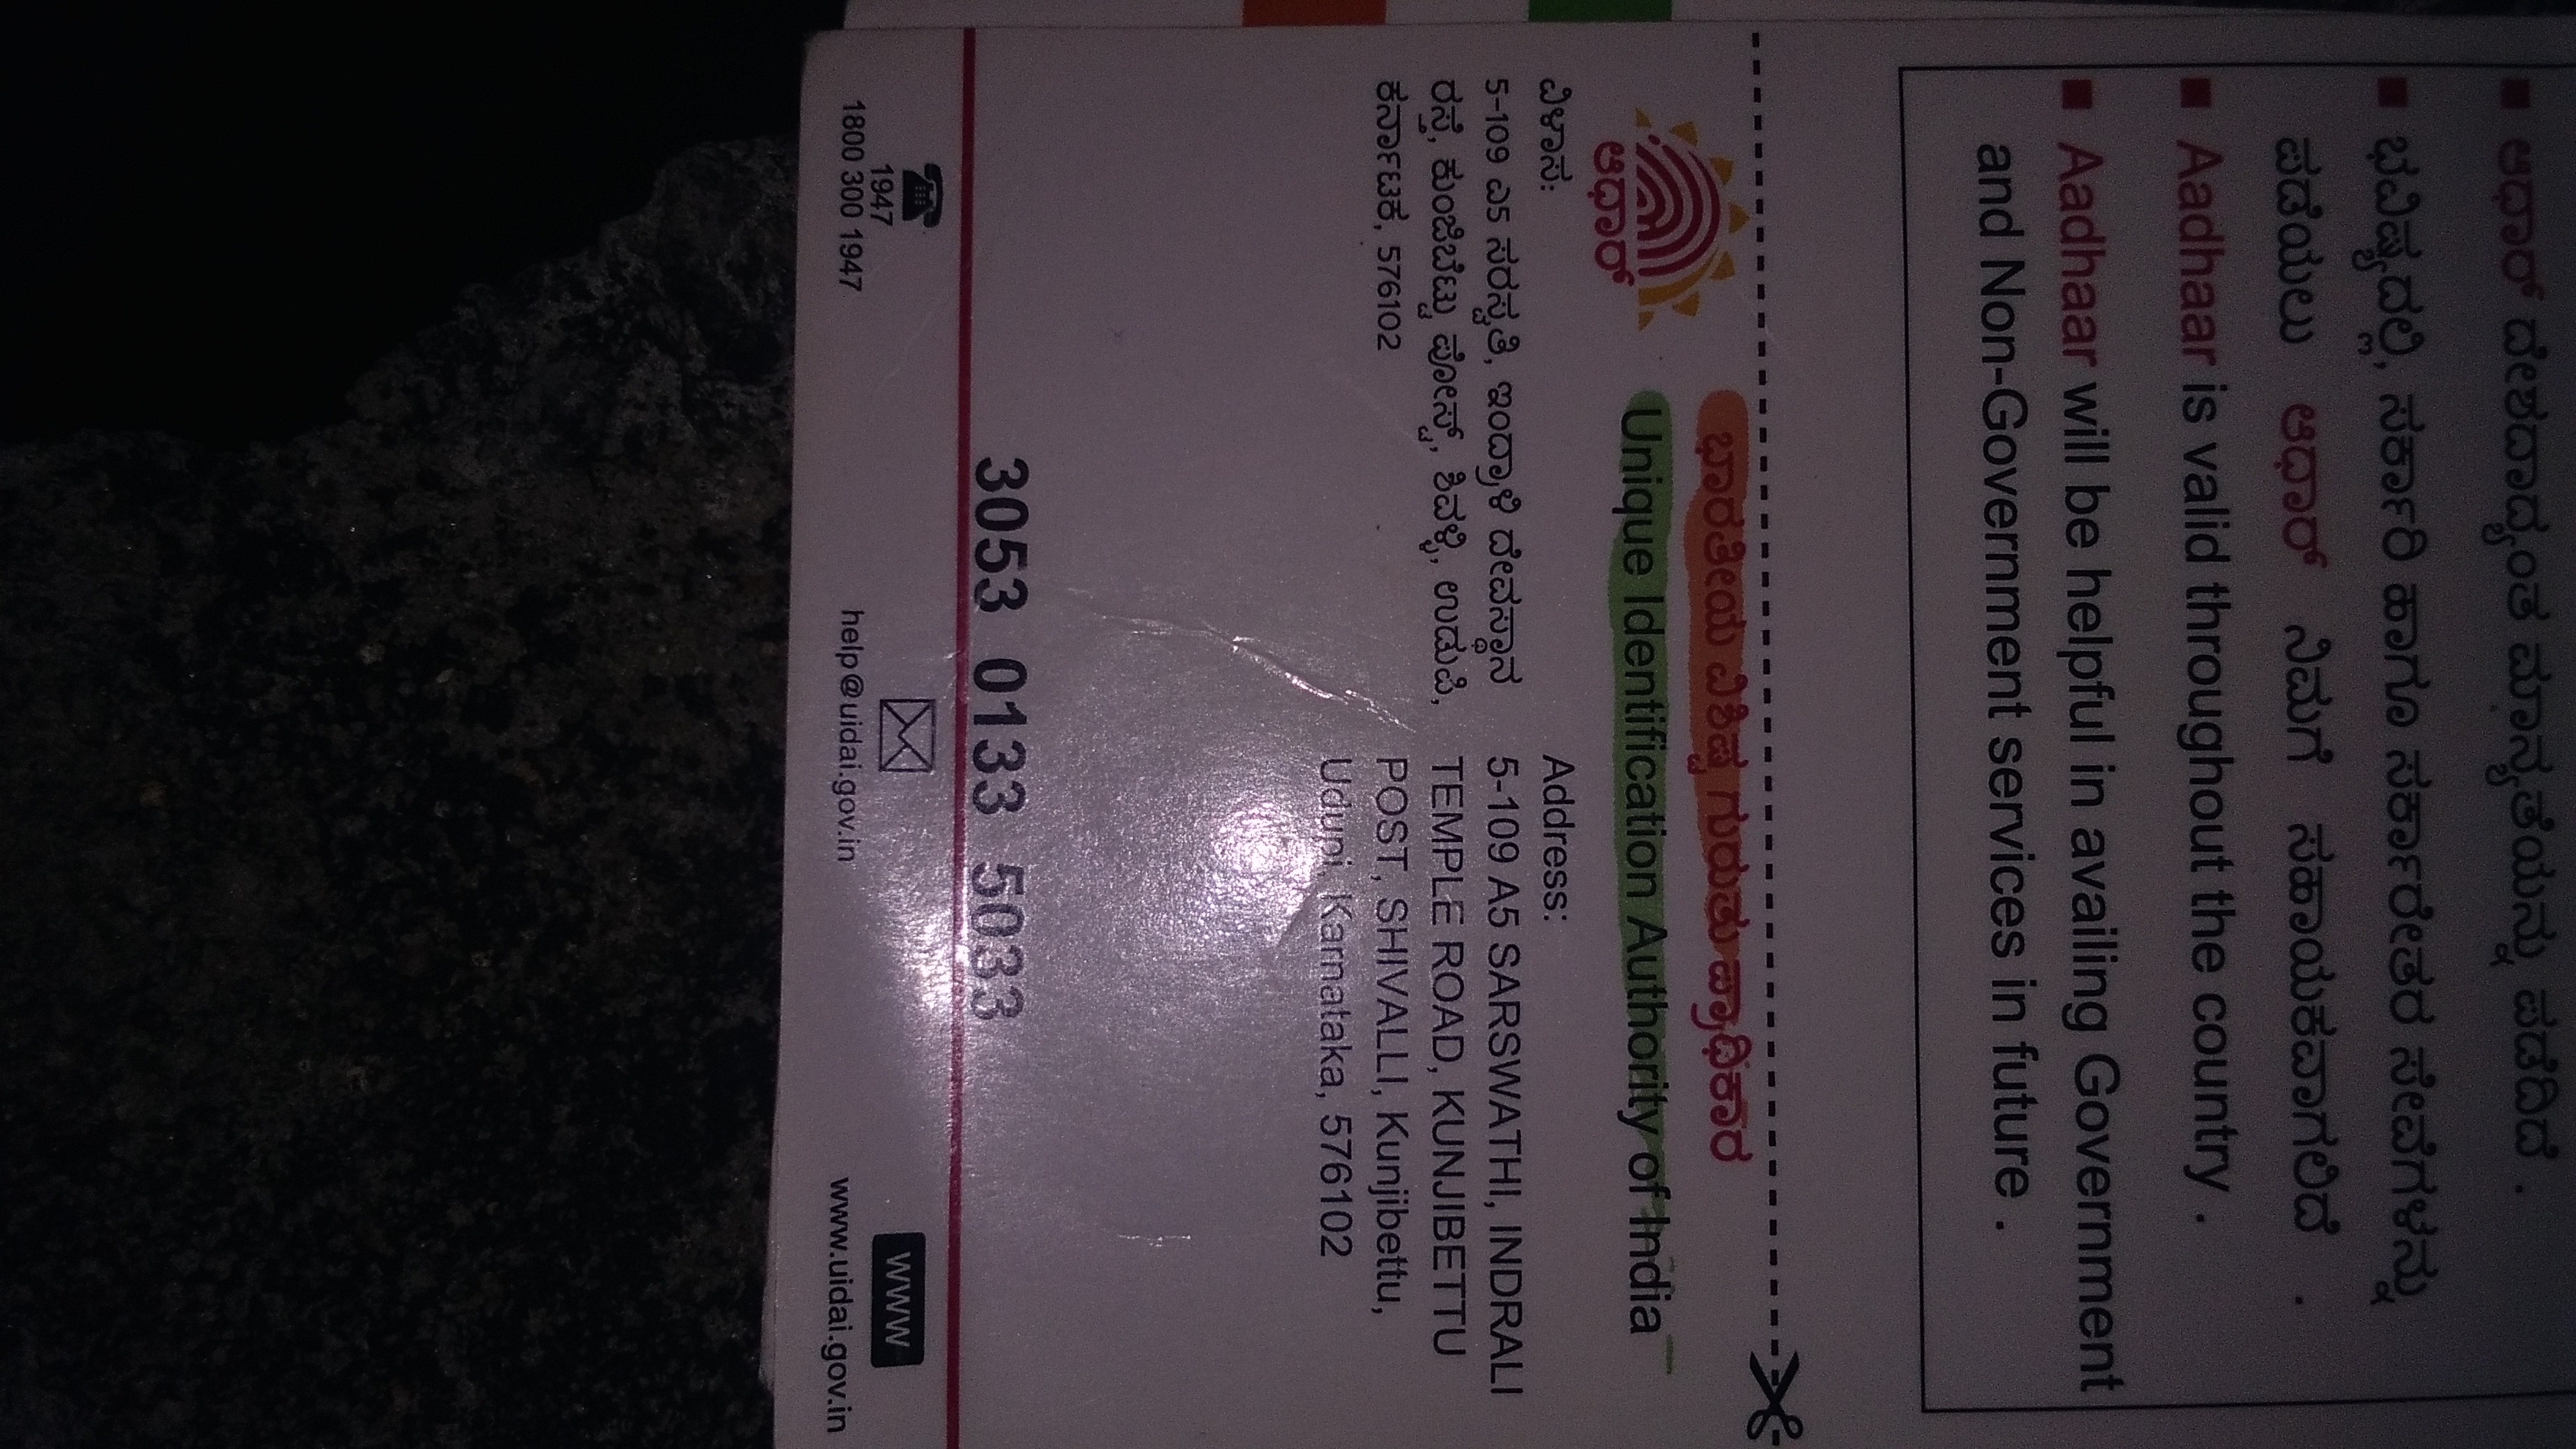 ಆಧಾರ್ ದೇಶದಾದ್ಯಂತ ಮಾನ್ಯತೆಯನ್ನು ಪಡೆದಿದೆ .
ಭವಿಷ್ಯದಲ್ಲಿ, ಸರ್ಕಾರಿ ಹಾಗೂ ಸರ್ಕಾರೇತರ ಸೇವೆಗಳನ್ನು
ಪಡೆಯಲು ಆಧಾರ್ ನಿಮಗೆ ಸಹಾಯಕವಾಗಲಿದೆ .
Aadhaar is valid throughout the country .
Aadhaar will be helpful in availing Government
and Non-Government services in future .
ಭಾರತೀಯ ವಿಶಿಷ್ಟ ಗುರುತು ಪ್ರಾಧಿಕಾರ
Unique Identification Authority of India
ಆಧಾರ್
ವಿಳಾಸ:
5-109 ಎ5 ಸರಸ್ವತಿ, ಇಂದ್ರಾಳಿ ದೇವಸ್ಥಾನ
ರಸ್ತೆ, ಕುಂಜಿಬೆಟ್ಟು ಪೋಸ್ಟ್, ಶಿವಳ್ಳಿ, ಉಡುಪಿ,
ಕರ್ನಾಟಕ, 576102
Address:
5-109 A5 SARSWATHI, INDRALI
TEMPLE ROAD, KUNJIBETTU
POST, SHIVALLI, Kunjibettu,
Udupi, Karnataka, 576102
3053 0133 5033
1947
1800 300 1947
help@uidai.gov.in
www
www.uidai.gov.in